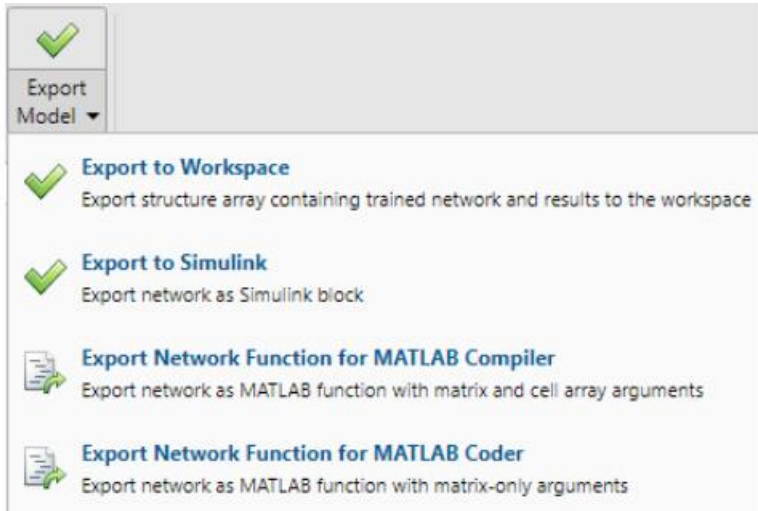 Export
Model
Export to Workspace
Export structure array containing trained network and results to the workspace
Export to Simulink
Export network as Simulink block
Export Network Function for MATLAB Compiler
Export network as MATLAB function with matrix and cell array arguments
Export Network Function for MATLAB Coder
Export network as MATLAB function with matrix-only arguments